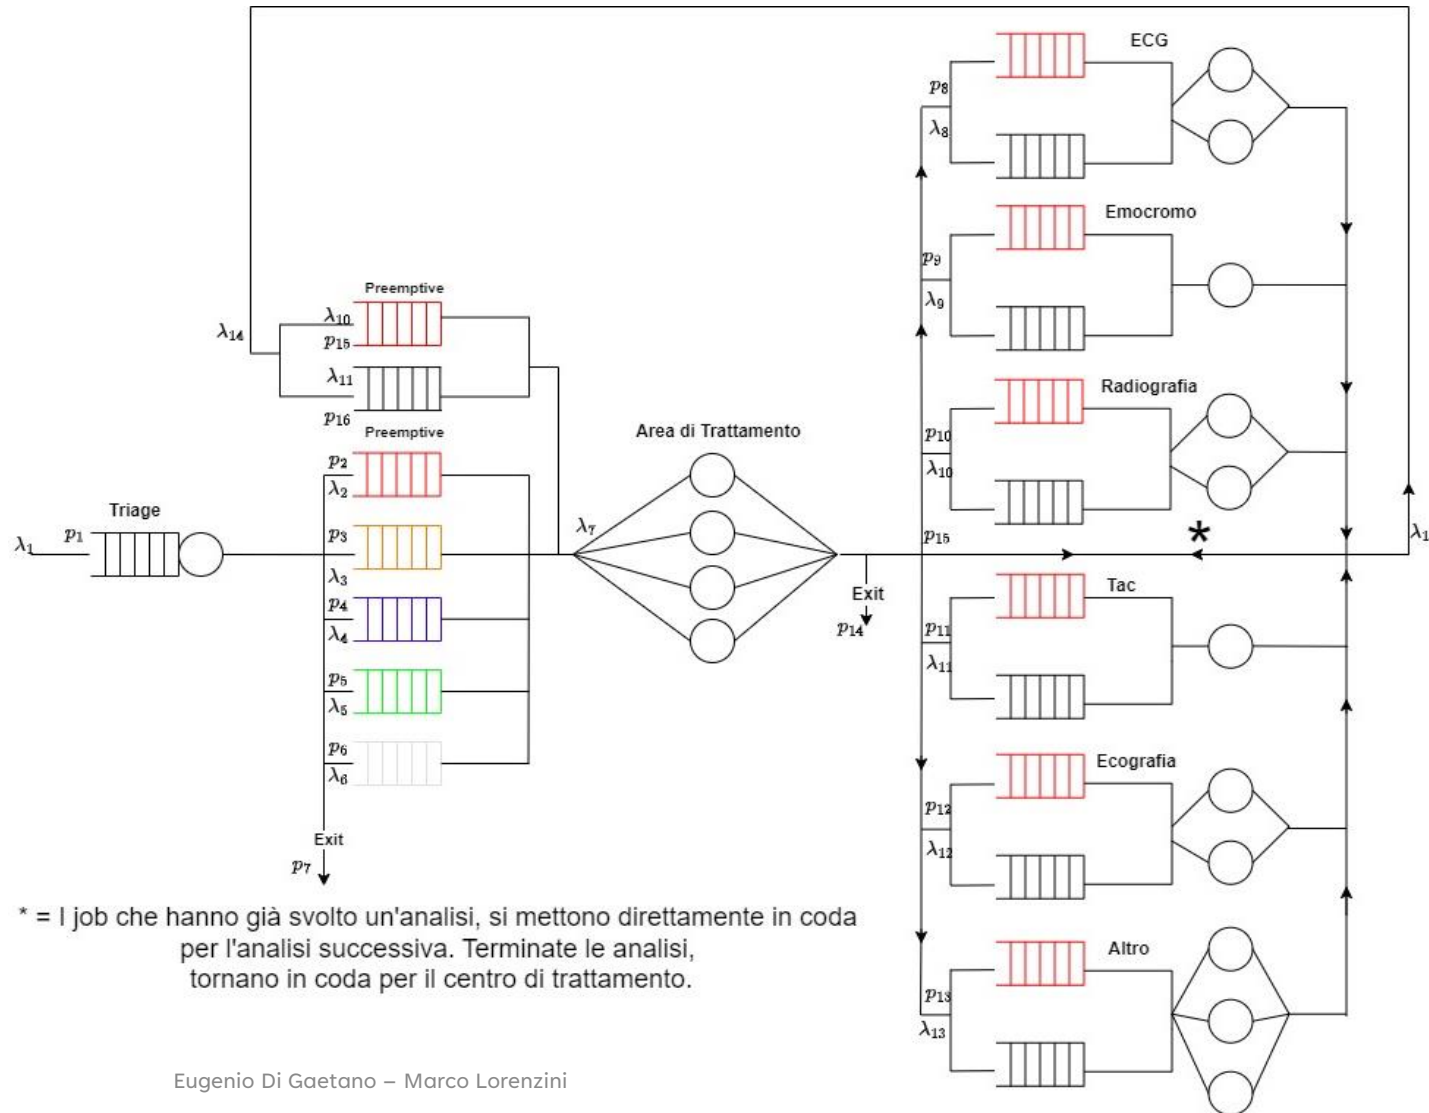 ECG
p8
λ8
Emocromo
p9
λ9
Preemptive
λ10
p15
λ14
λ11
p16
Preemptive
Radiografia
p10
λ10
Area di Trattamento
p2
λ2
Triage
λ1
p1
p3
λ3
λ7
p15
*
λ1
Exit
p14
Tac
p11
λ11
p4
λ4
p5
λ5
p6
λ6
Ecografia
p12
λ12
Exit
p7
* = I job che hanno già svolto un'analisi, si mettono direttamente in coda
per l'analisi successiva. Terminate le analisi,
tornano in coda per il centro di trattamento.
Altro
p13
λ13
Eugenio Di Gaetano – Marco Lorenzini